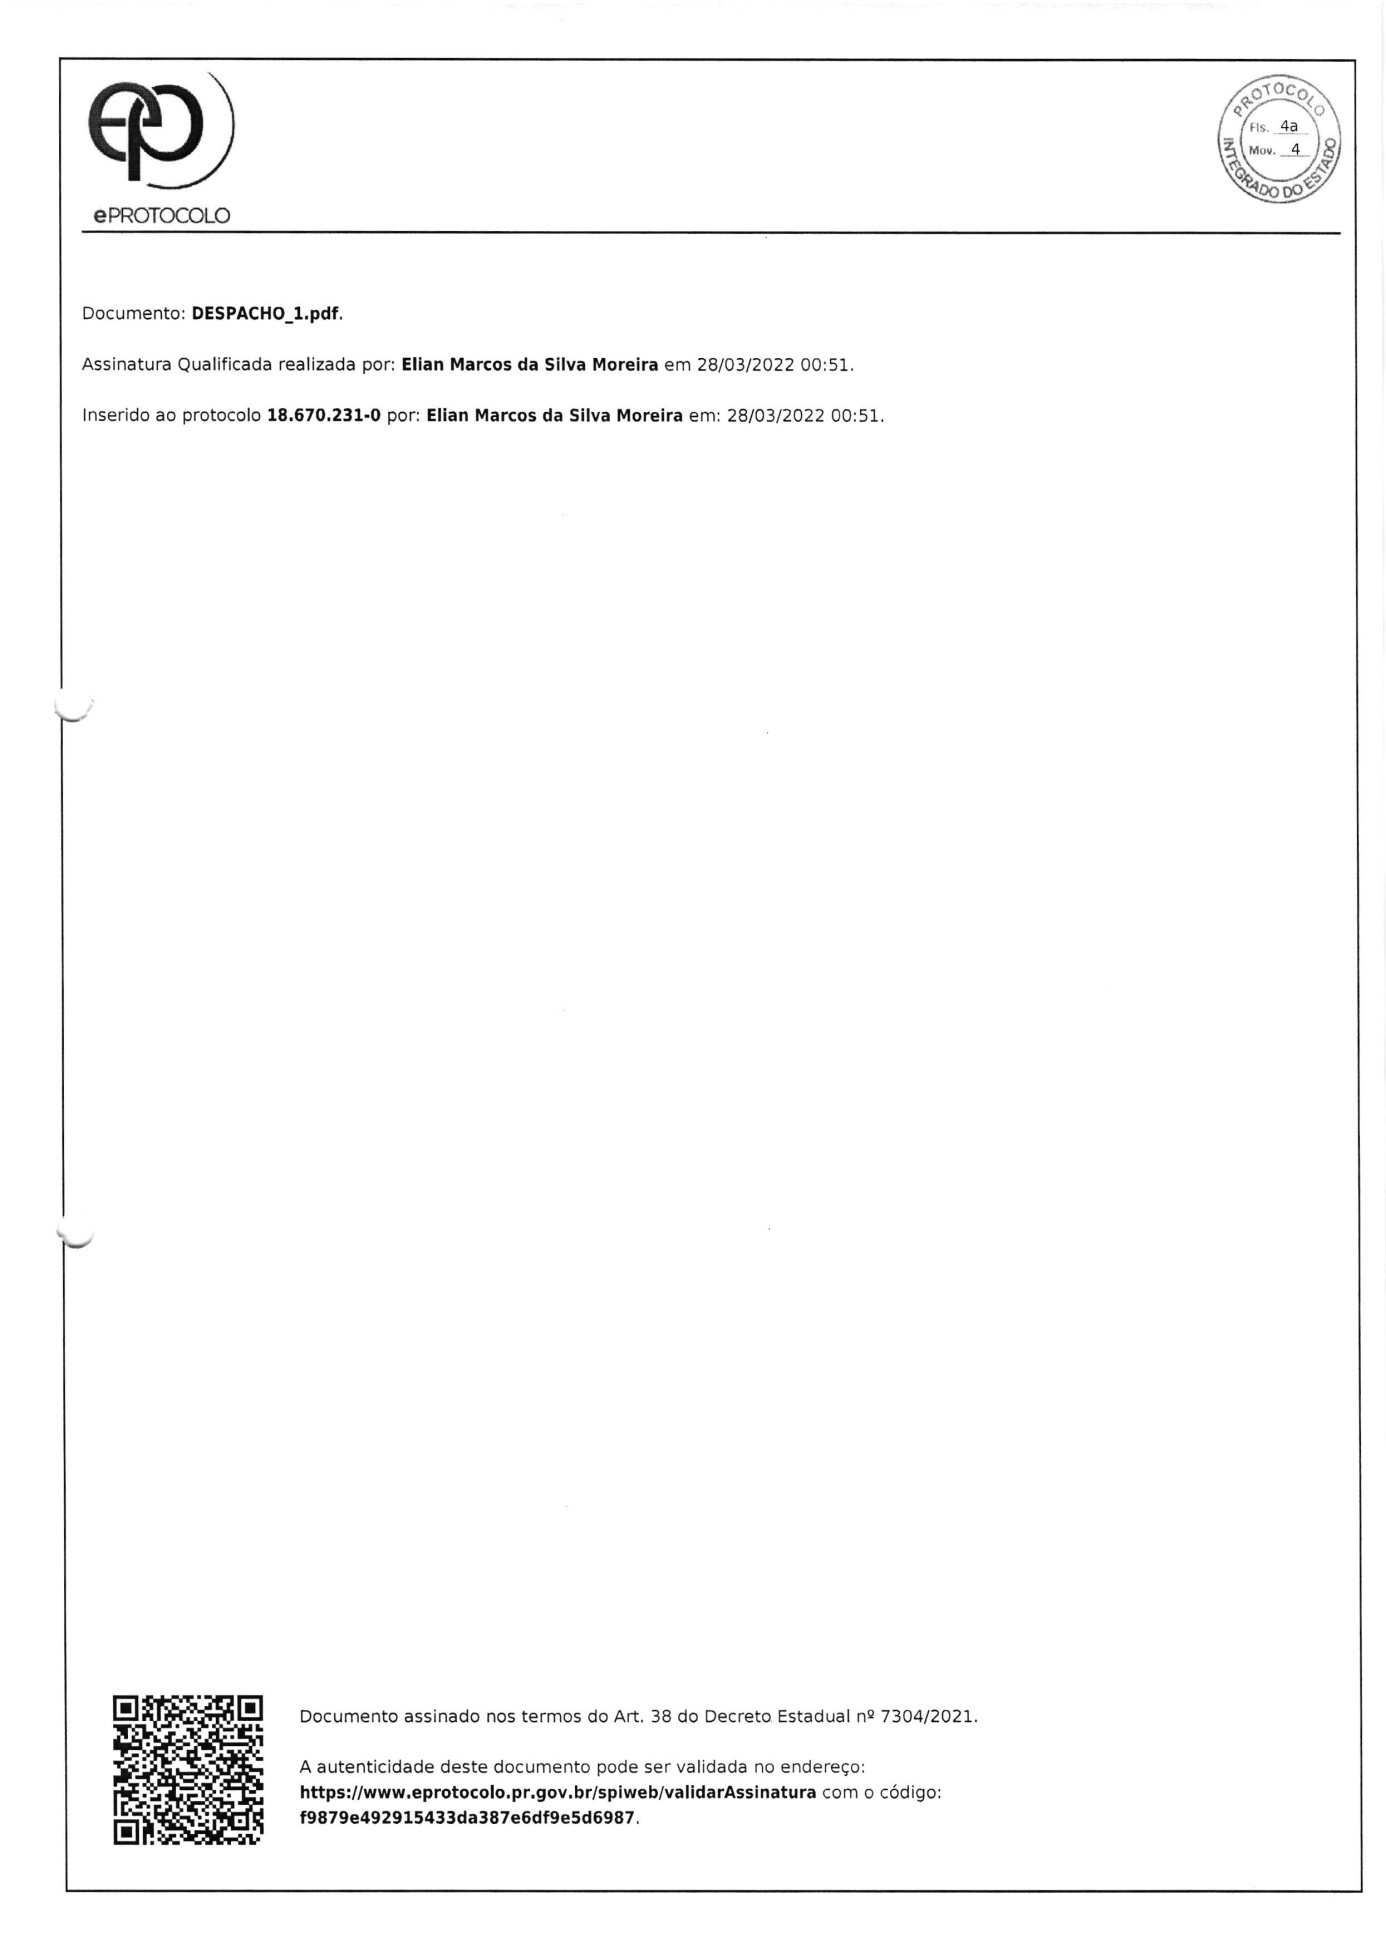 ePROTOCOLO
PROTOCOLO
INTEGRADO DO ESTADO
Fls. 4a
Mov. 4
Documento: DESPACHO_1.pdf.
Assinatura Qualificada realizada por: Elian Marcos da Silva Moreira em 28/03/2022 00:51.
Inserido ao protocolo 18.670.231-0 por: Elian Marcos da Silva Moreira em: 28/03/2022 00:51.
Documento assinado nos termos do Art. 38 do Decreto Estadual nº 7304/2021.
A autenticidade deste documento pode ser validada no endereço:
https://www.eprotocolo.pr.gov.br/spiweb/validarAssinatura com o código:
f9879e492915433da387e6df9e5d6987.